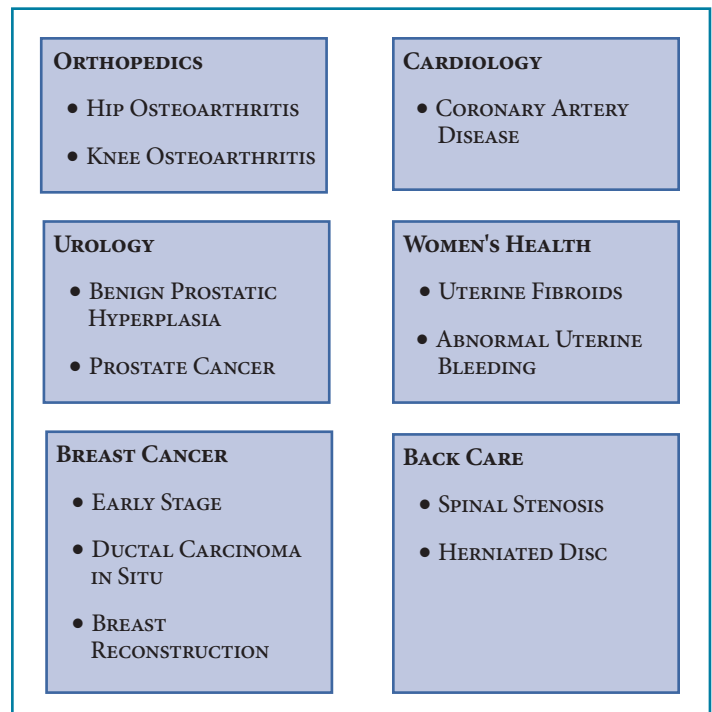 Orthopedics
• Hip Osteoarthritis
• Knee Osteoarthritis
Cardiology
• Coronary Artery
Disease
Urology
• Benign Prostatic
Hyperplasia
• Prostate Cancer
Women's Health
• Uterine Fibroids
• Abnormal Uterine
Bleeding
Breast Cancer
• Early Stage
• Ductal Carcinoma
in Situ
• Breast
Reconstruction
Back Care
• Spinal Stenosis
• Herniated Disc